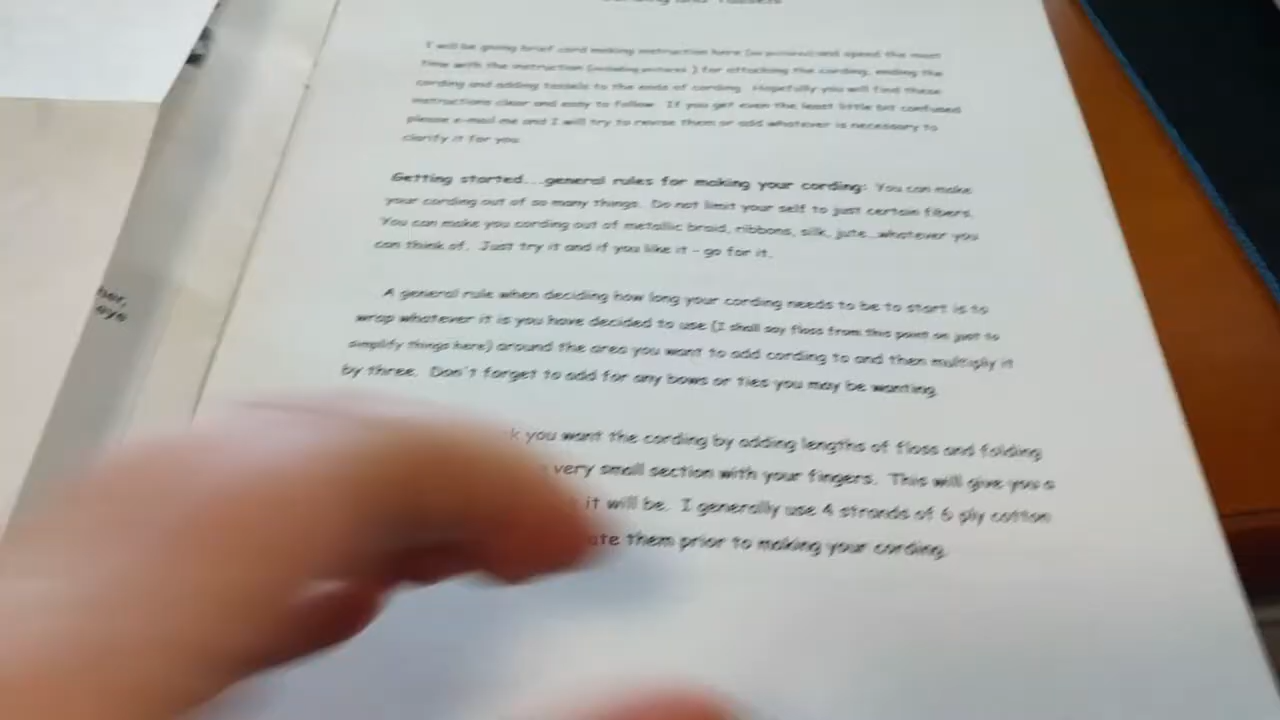 I will be giving brief cord making instruction here (no pictures) and spend the most
time with the instruction (including pictures ) for attaching the cording, ending the
cording and adding tassels to the ends of cording. Hopefully you will find these
instructions clear and easy to follow. If you get even the least little bit confused
please e-mail me and I will try to revise them or add whatever is necessary to
clarify it for you.
Getting started...general rules for making your cording: You can make
your cording out of so many things. Do not limit your self to just certain fibers.
You can make you cording out of metallic braid, ribbons, silk, jute...whatever you
can think of. Just try it and if you like it - go for it.
ber,
A general rule when deciding how long your cording needs to be to start is to
wrap whatever it is you have decided to use (I shall say floss from this point on just to
simplify things here) around the area you want to add cording to and then multiply it
by three. Don't forget to add for any bows or ties you may be wanting.
you want the cording by adding lengths of floss and folding
very small section with your fingers. This will give you a
it will be. I generally use 4 strands of 6 ply cotton
them prior to making your cording.